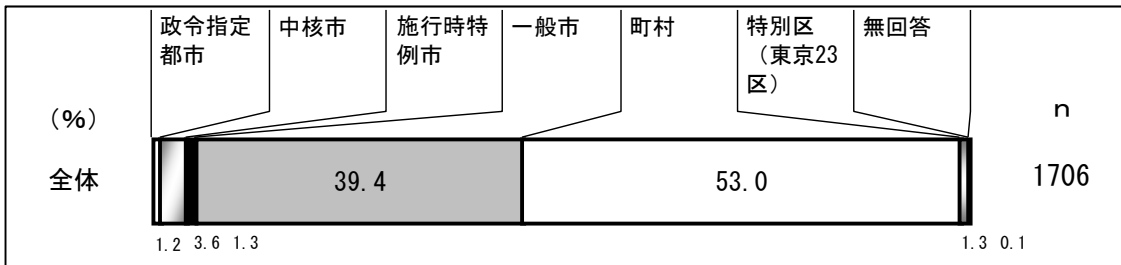 政令指定都市
中核市
施行時特例市
一般市
町村
特別区（東京23区）
無回答
（%）
n
全体
39.4
53.0
1706
1.2 3.6 1.3
1.3 0.1